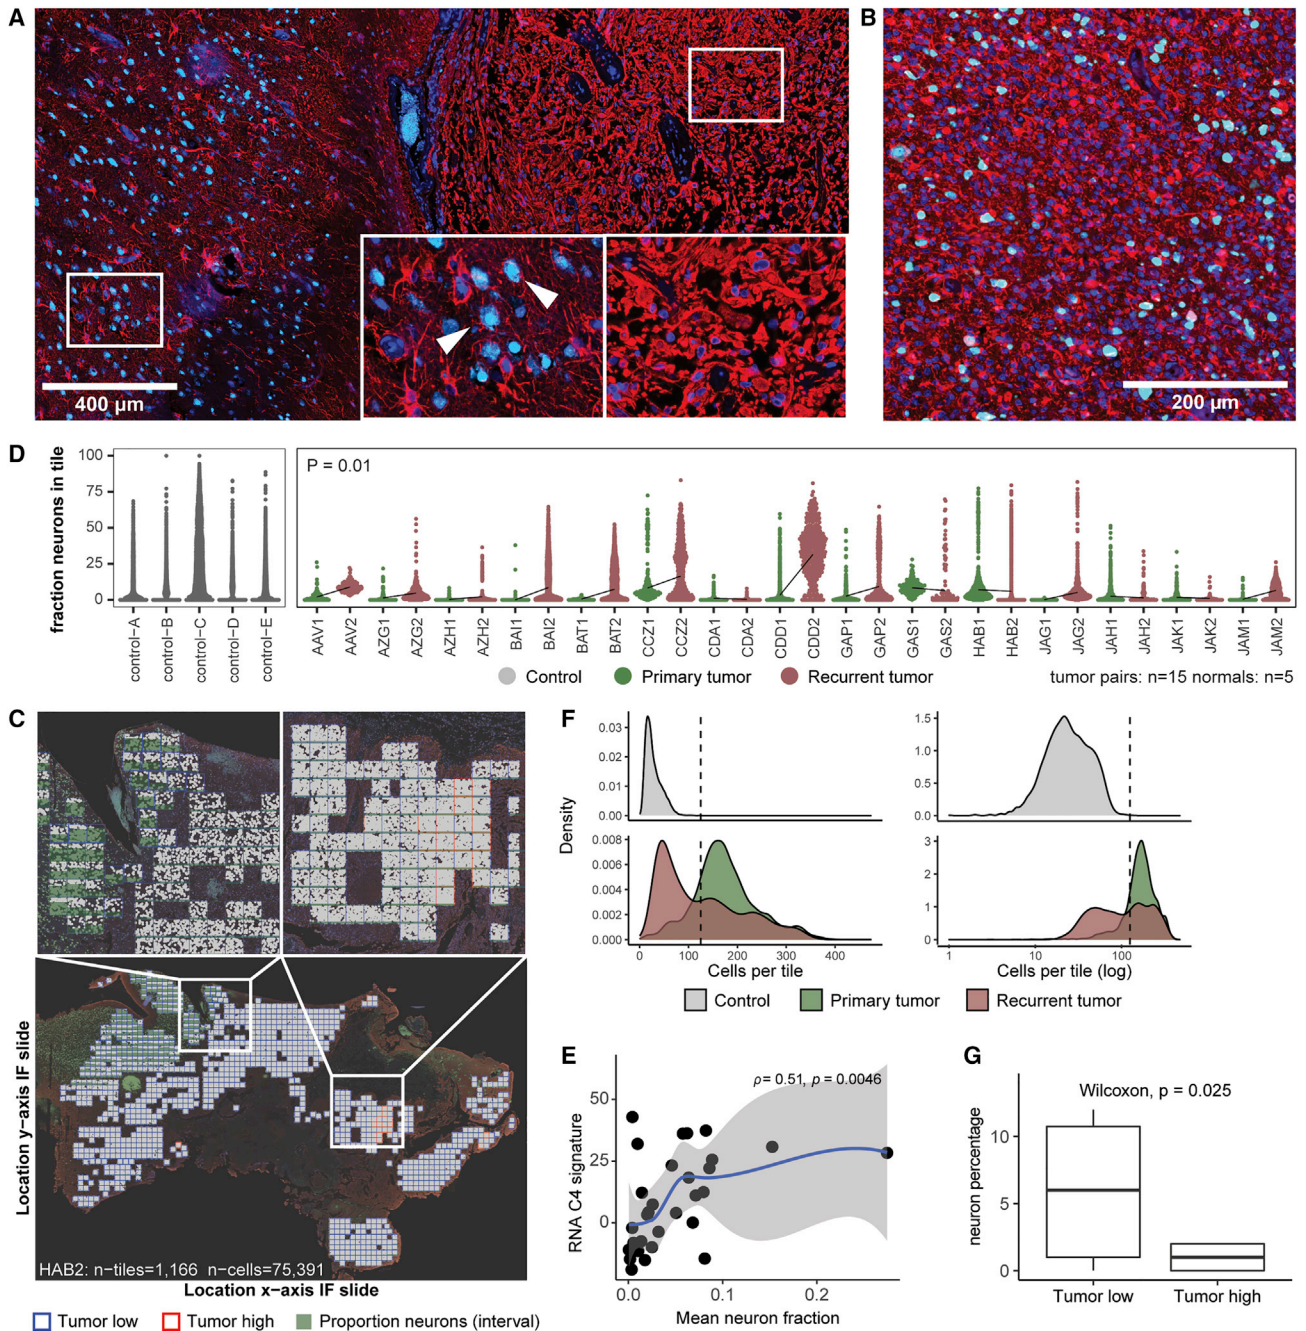 A
B
400 µm
200 µm
D
fraction neurons in tile
100
75
50
25
0
P = 0.01
control-A
control-B
control-C
control-D
control-E
AAV1
AAV2
AZG1
AZG2
AZH1
AZH2
BAI1
BAI2
BAT1
BAT2
CCZ1
CCZ2
CDA1
CDA2
CDD1
CDD2
GAP1
GAP2
GAS1
GAS2
HAB1
HAB2
JAG1
JAG2
JAH1
JAH2
JAK1
JAK2
JAM1
JAM2
Control Primary tumor Recurrent tumor
tumor pairs: n=15 normals: n=5
C
Location y-axis IF slide
HAB2: n-tiles=1,166 n-cells=75,391
Location x-axis IF slide
Tumor low Tumor high Proportion neurons (interval)
F
Density
0.03
0.02
0.01
0.00
0.008
0.006
0.004
0.002
0.000
0 100 200 300 400
Cells per tile
1.5
1.0
0.5
0.0
3
2
1
0
1 10 100
Cells per tile (log)
Control Primary tumor Recurrent tumor
E
RNA C4 signature
50
25
0
ρ= 0.51, p = 0.0046
0.0 0.1 0.2
Mean neuron fraction
G
neuron percentage
10
5
0
Wilcoxon, p = 0.025
Tumor low Tumor high